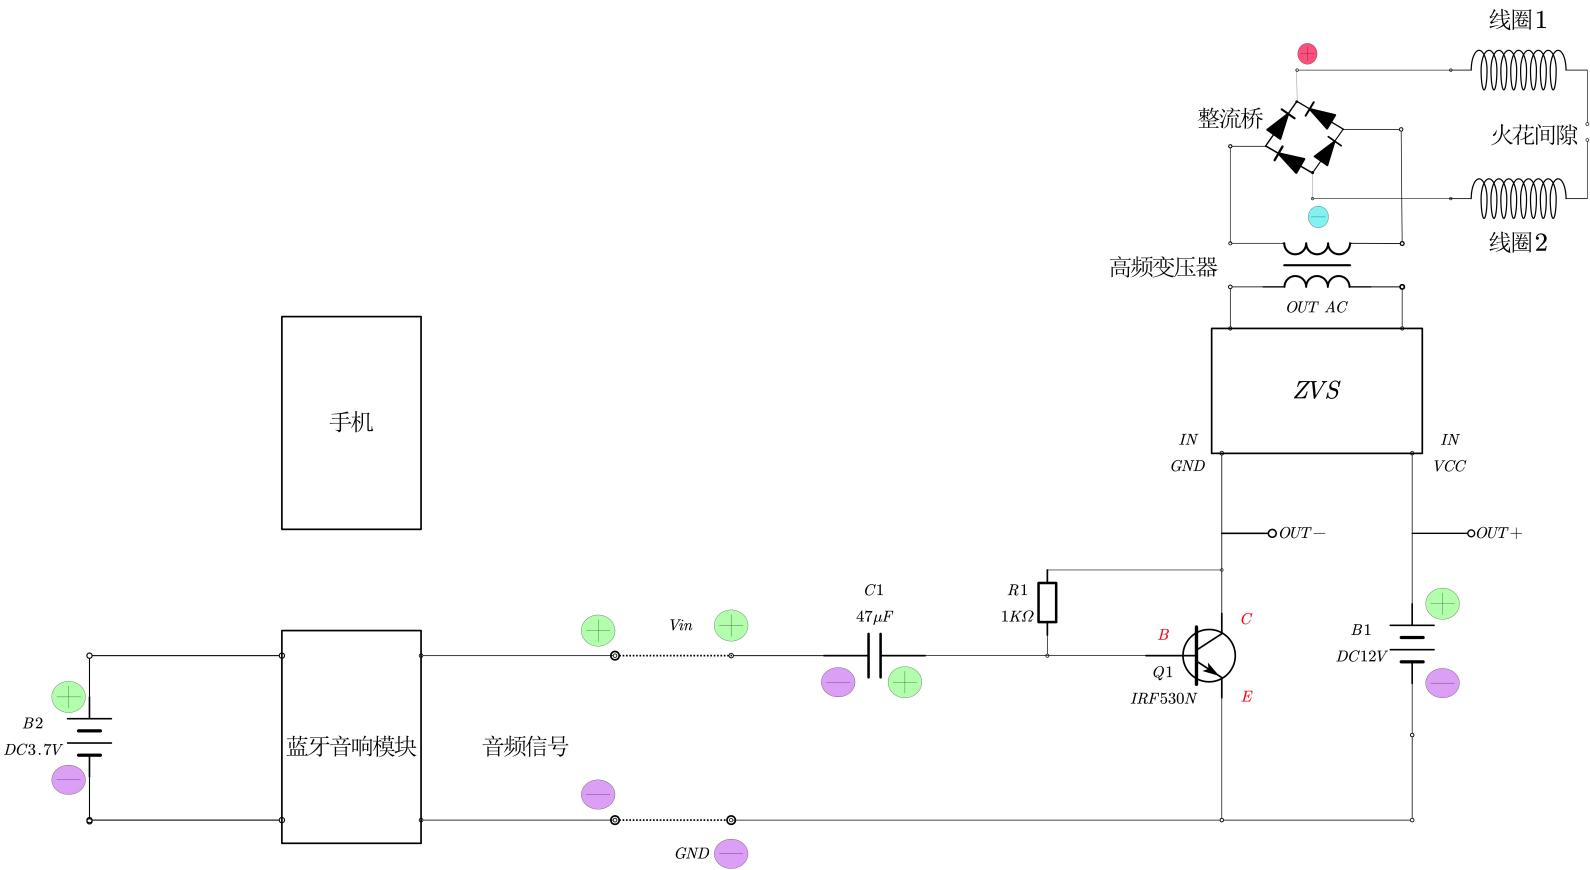 线圈1
整流桥
火花间隙
线圈2
高频变压器
OUT AC
手机
ZVS
IN
GND
IN
VCC
OUT−
OUT+
C1
47μF
R1
1KΩ
Vin
B
C
Q1
IRF530N
E
B1
DC12V
B2
DC3.7V
蓝牙音响模块
音频信号
GND